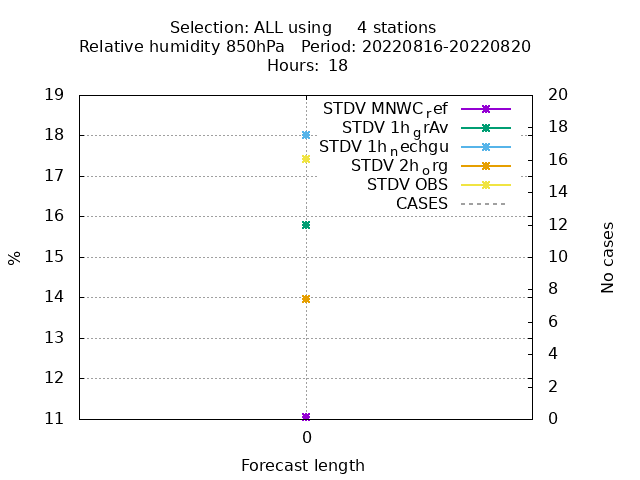 Selection: ALL using 4 stations
Relative humidity 850hPa Period: 20220816-20220820
Hours: 18
19 20
STDV MNWC_ref
STDV 1h_grAv
18 18
STDV 1h_nechgu
STDV 2h_org
17 16
STDV OBS
CASES
14
16 12
15 10
% No cases
14 8
6
13 4
12 2
11 0
0
Forecast length